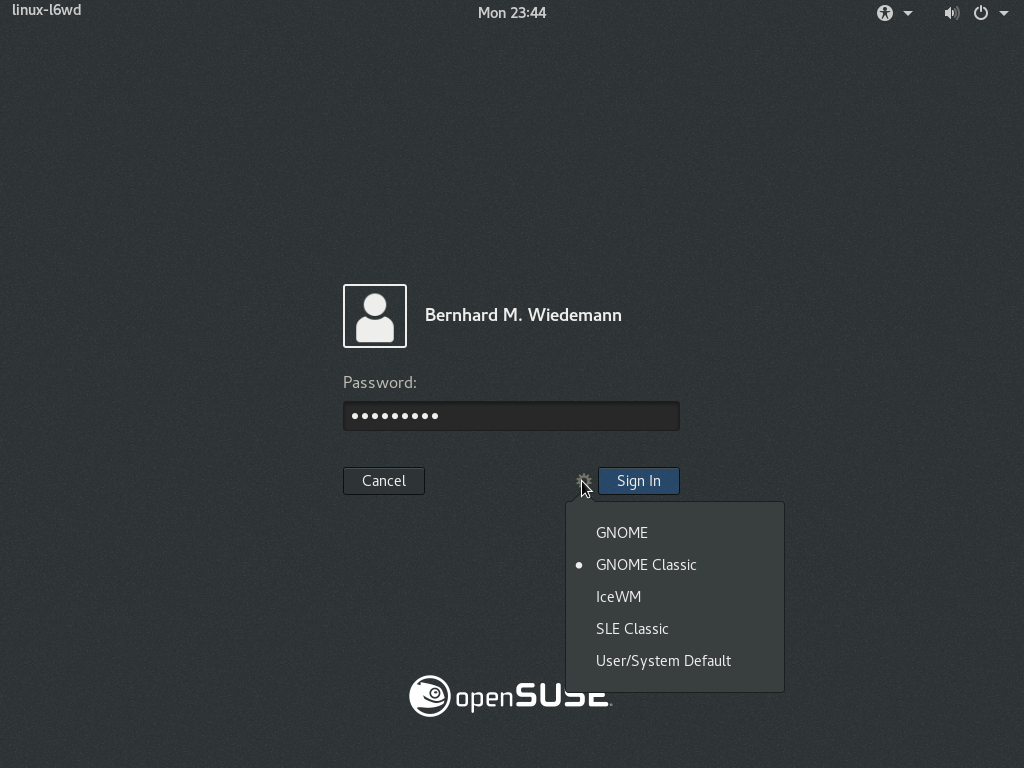 linux-l6wd
Mon 23:44
Bernhard M. Wiedemann
Password:
Cancel
Sign In
GNOME
GNOME Classic
IceWM
SLE Classic
User/System Default
openSUSE